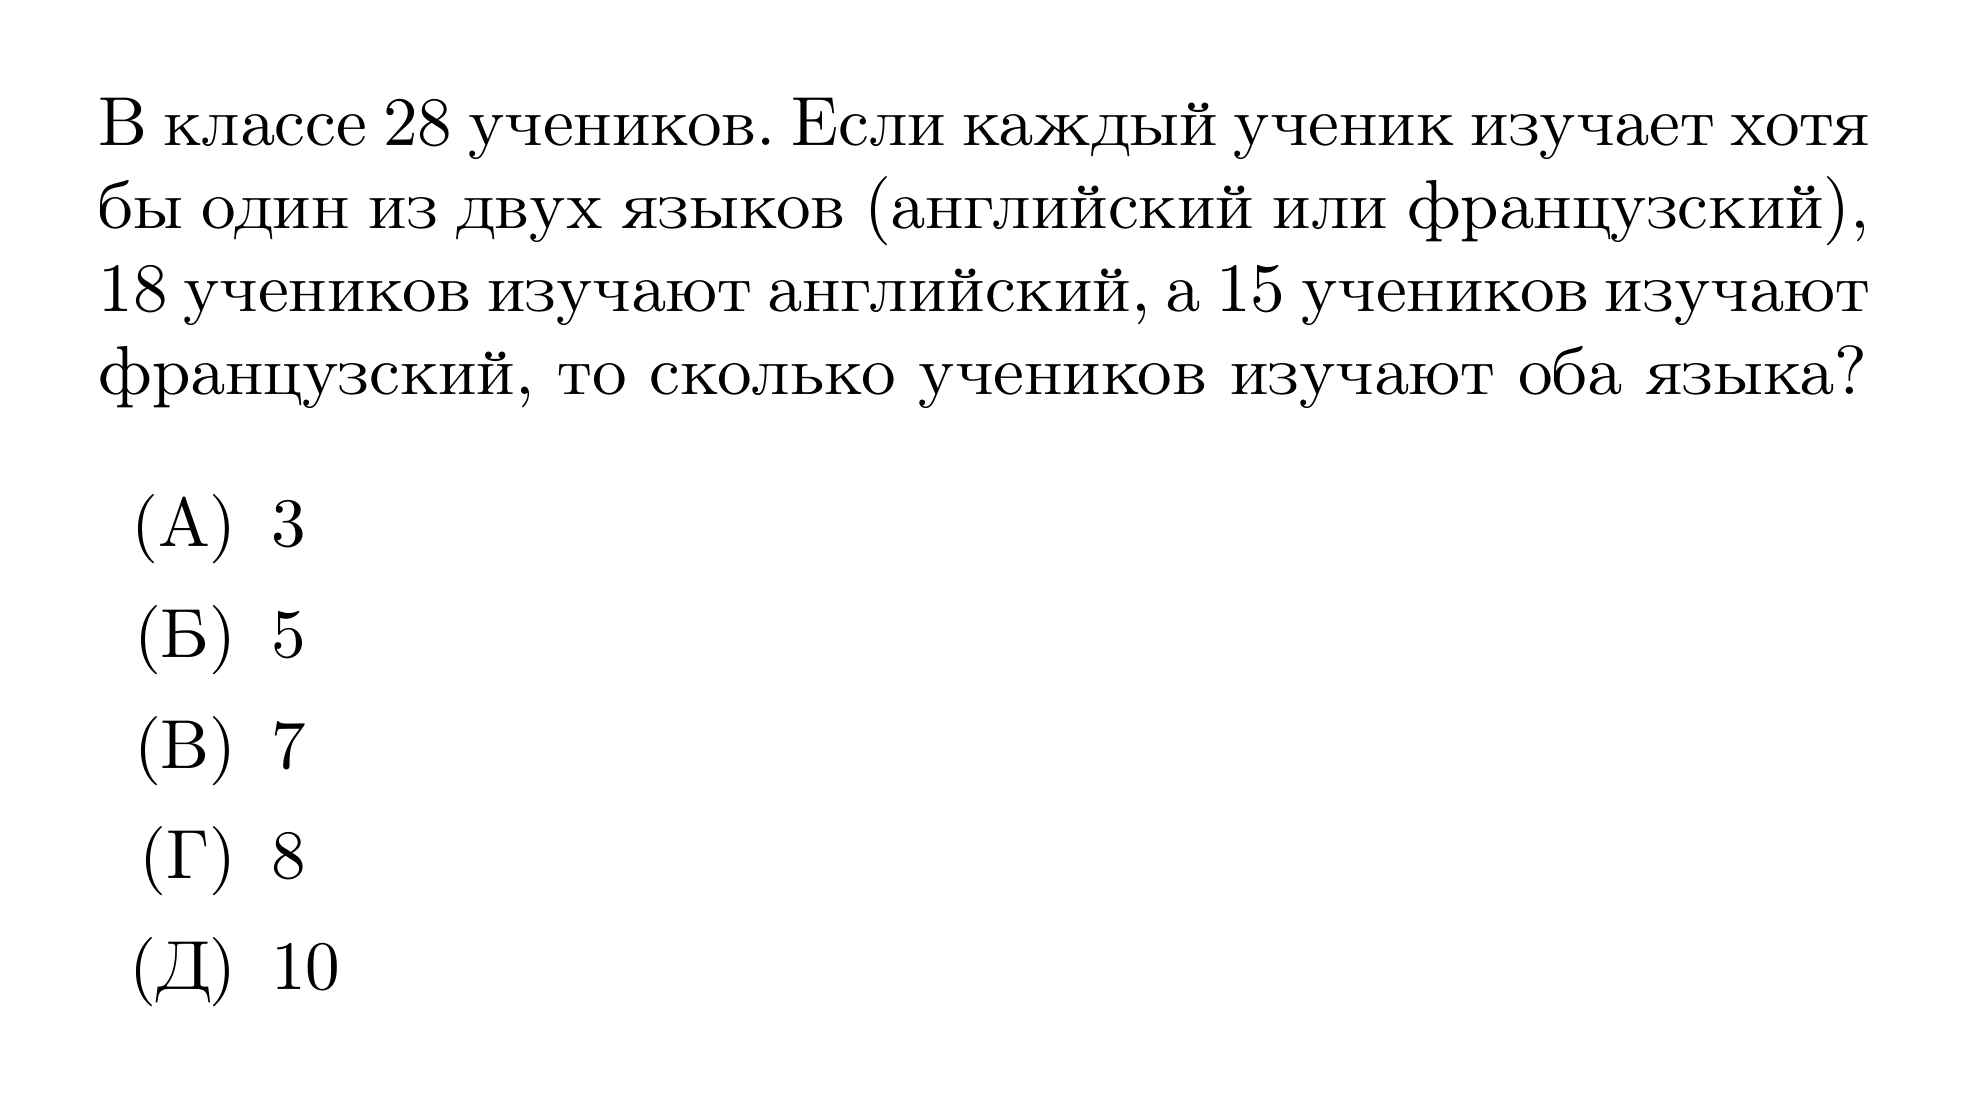 В классе 28 учеников. Если каждый ученик изучает хотя
бы один из двух языков (английский или французский),
18 учеников изучают английский, а 15 учеников изучают
французский, то сколько учеников изучают оба языка?
(А) 3
(Б) 5
(В) 7
(Г) 8
(Д) 10